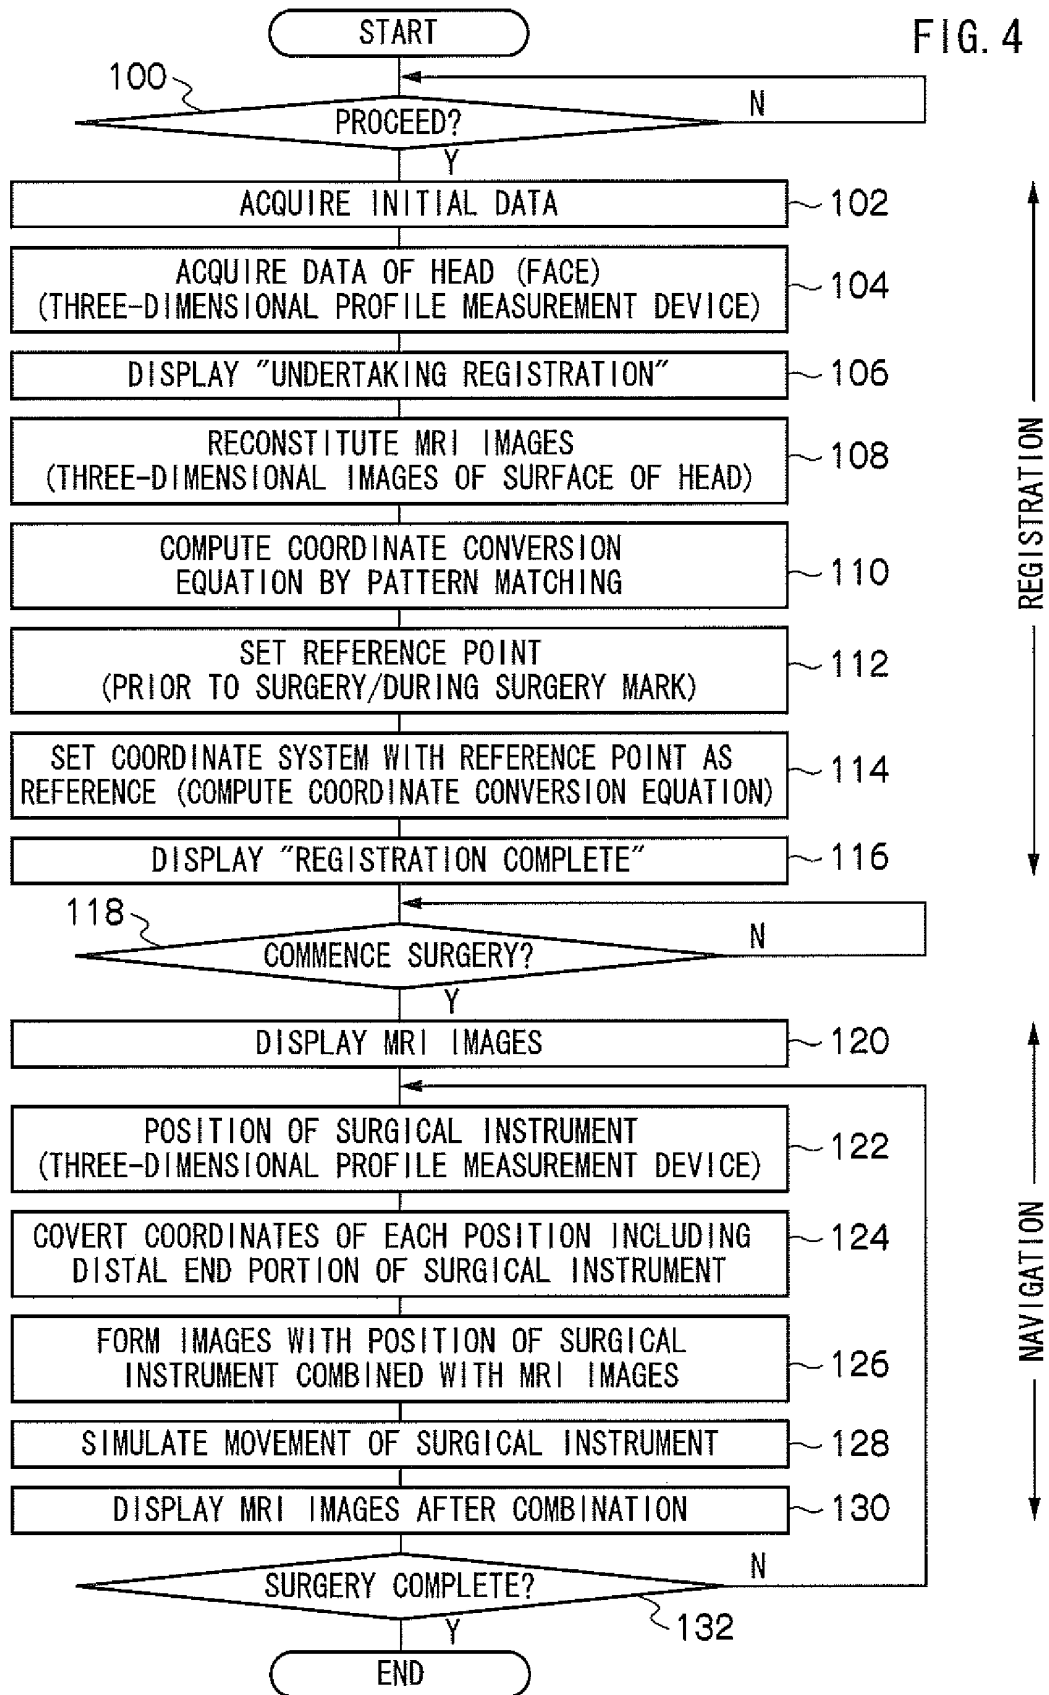 START
FIG. 4
100
PROCEED?
N
Y
ACQUIRE INITIAL DATA
102
ACQUIRE DATA OF HEAD (FACE)
(THREE-DIMENSIONAL PROFILE MEASUREMENT DEVICE)
104
DISPLAY "UNDERTAKING REGISTRATION"
106
RECONSTITUTE MRI IMAGES
(THREE-DIMENSIONAL IMAGES OF SURFACE OF HEAD)
108
COMPUTE COORDINATE CONVERSION
EQUATION BY PATTERN MATCHING
110
SET REFERENCE POINT
(PRIOR TO SURGERY/DURING SURGERY MARK)
112
SET COORDINATE SYSTEM WITH REFERENCE POINT AS
REFERENCE (COMPUTE COORDINATE CONVERSION EQUATION)
114
DISPLAY "REGISTRATION COMPLETE"
116
REGISTRATION
118
COMMENCE SURGERY?
N
Y
DISPLAY MRI IMAGES
120
POSITION OF SURGICAL INSTRUMENT
(THREE-DIMENSIONAL PROFILE MEASUREMENT DEVICE)
122
COVERT COORDINATES OF EACH POSITION INCLUDING
DISTAL END PORTION OF SURGICAL INSTRUMENT
124
FORM IMAGES WITH POSITION OF SURGICAL
INSTRUMENT COMBINED WITH MRI IMAGES
126
SIMULATE MOVEMENT OF SURGICAL INSTRUMENT
128
DISPLAY MRI IMAGES AFTER COMBINATION
130
NAVIGATION
SURGERY COMPLETE?
N
132
Y
END